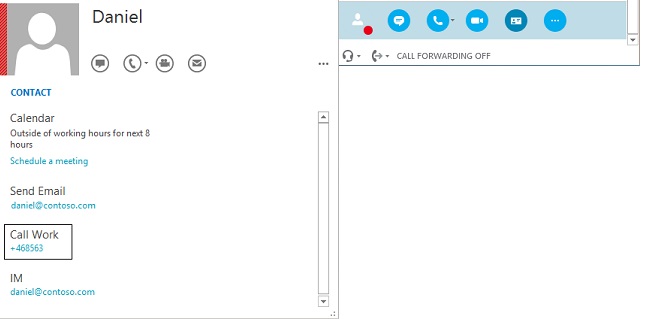 Daniel
CONTACT
Calendar
Outside of working hours for next 8
hours
Schedule a meeting
Send Email
daniel@contoso.com
Call Work
+468563
IM
daniel@contoso.com
CALL FORWARDING OFF